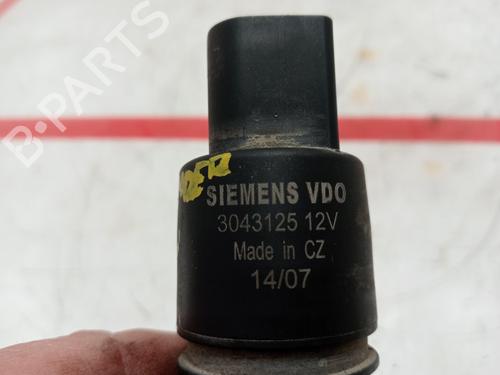 B-PARTS
SIEMENS VDO
3043125 12V
Made in CZ
14/07